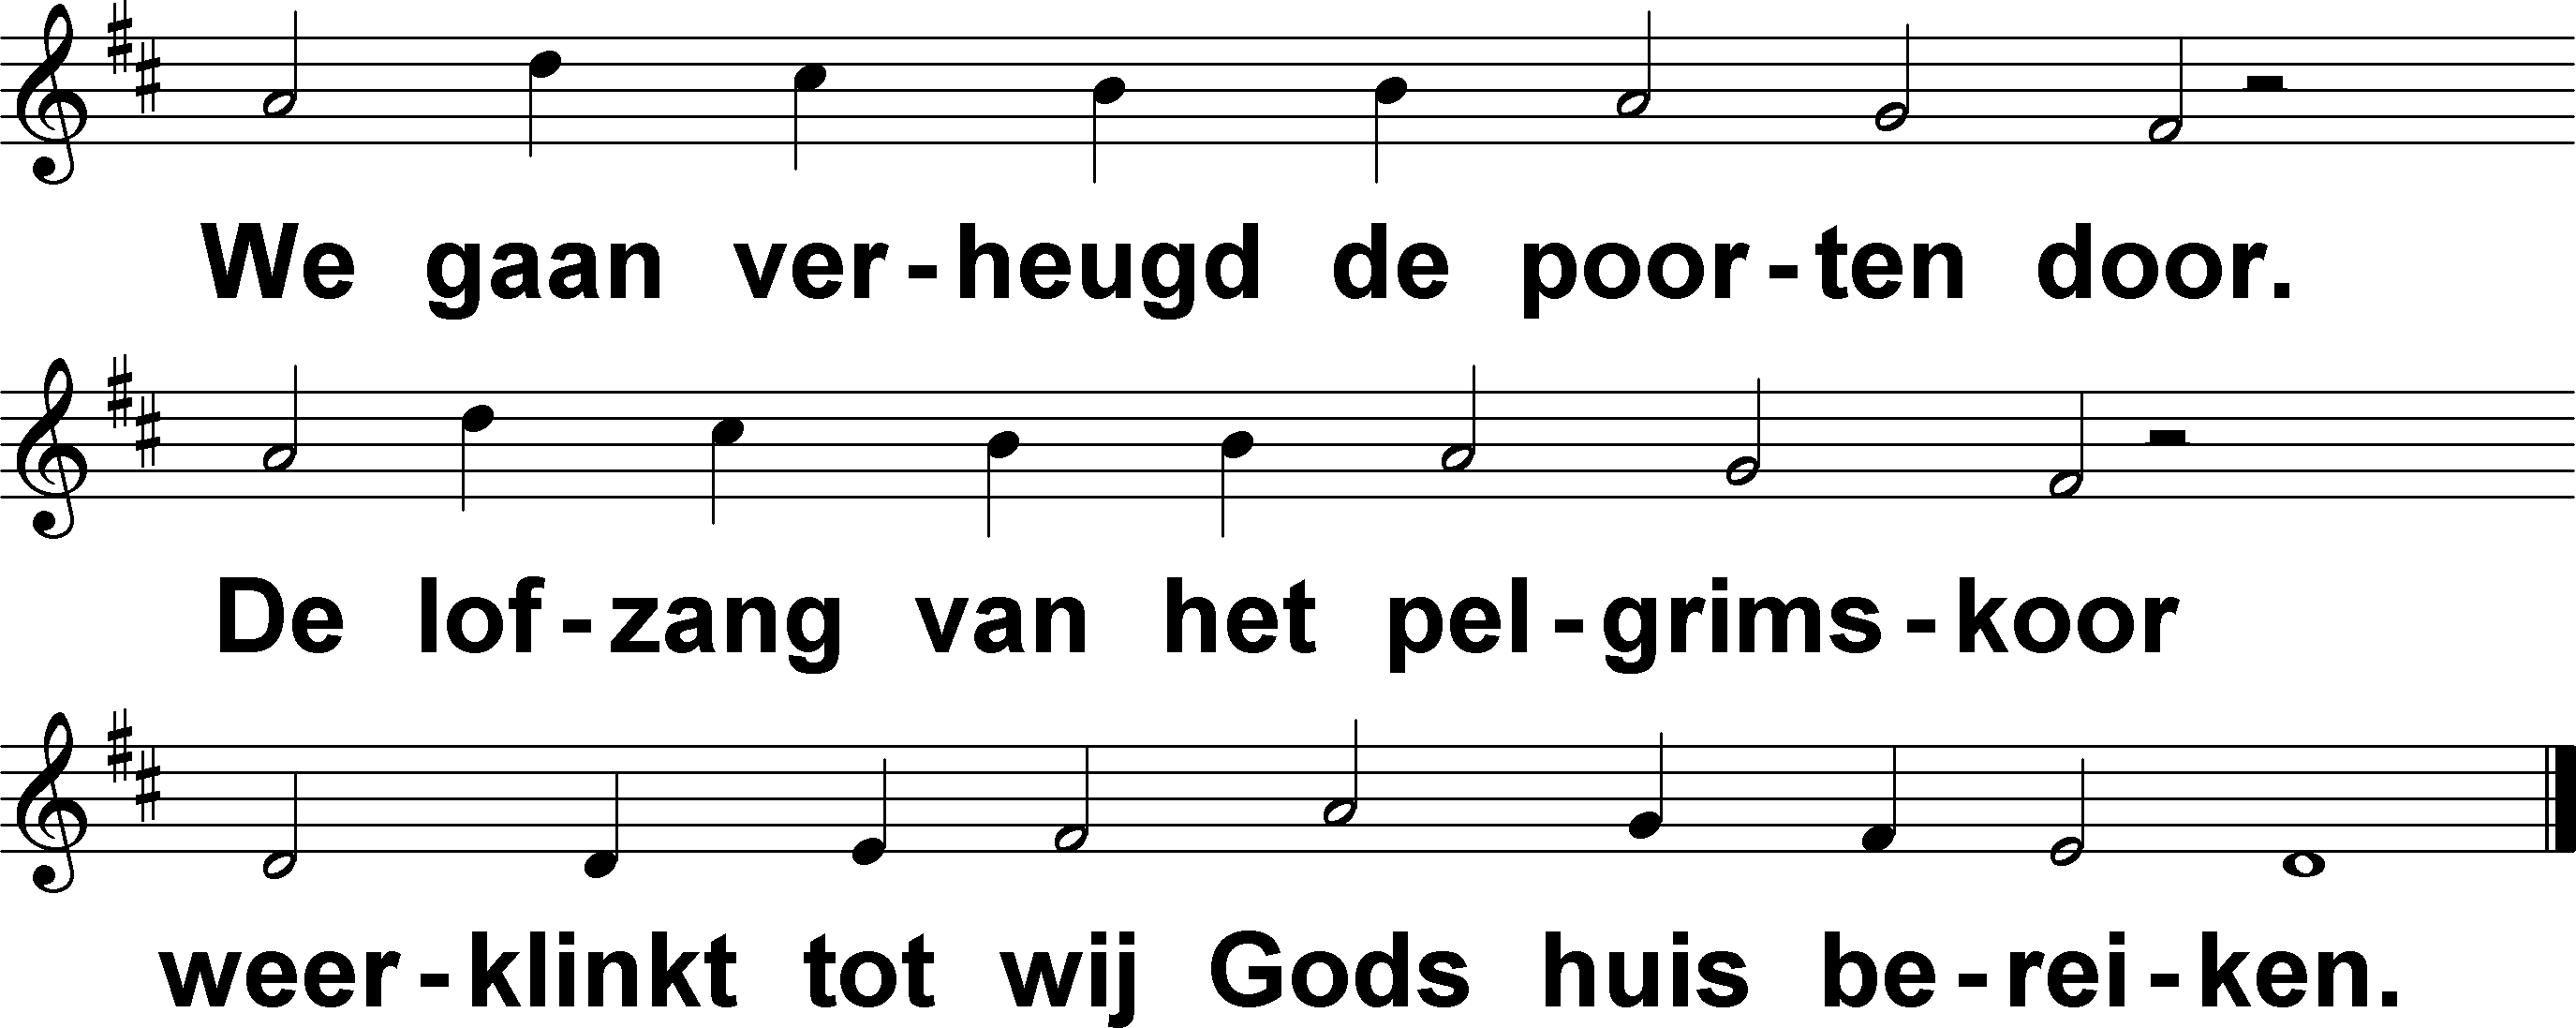 We gaan ver-heugd de poor-ten door.
De lof-zang van het pel-grims-koor
weer-klinkt tot wij Gods huis be-rei-ken.